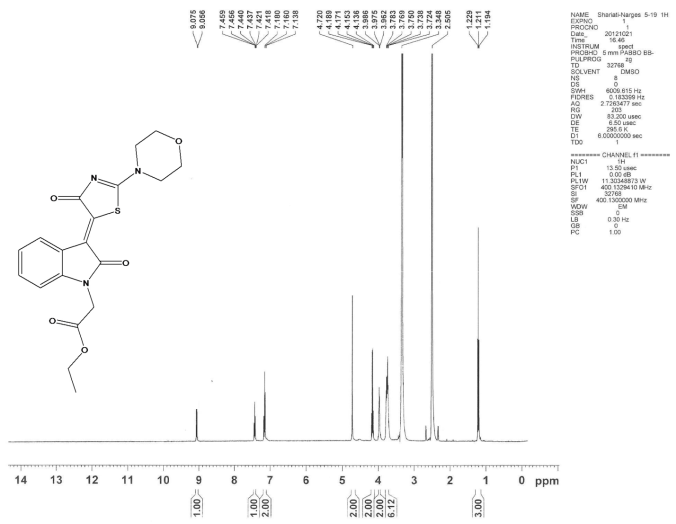 9.075
9.056
7.459
7.456
7.440
7.437
7.421
7.418
7.180
7.160
7.138
4.720
4.189
4.171
4.153
4.136
3.986
3.975
3.962
3.783
3.769
3.750
3.738
3.724
3.348
2.505
1.229
1.211
1.194
NAME Shariat-Narges 5-19 1H
EXPNO 1
PROCNO 1
Date_ 20121021
Time 16.46
INSTRUM spect
PROBHD 5 mm PABBO BB-
PULPROG zg
TD 32768
SOLVENT DMSO
NS 8
DS 0
SWH 6009.615 Hz
FIDRES 0.183399 Hz
AQ 2.7263477 sec
RG 203
DW 83.200 usec
DE 6.50 usec
TE 295.6 K
D1 6.00000000 sec
TD0 1
======== CHANNEL f1 ========
NUC1 1H
P1 13.50 usec
PL1 0.00 dB
PL1W 11.30346873 W
SFO1 400.1329410 MHz
SI 32768
SF 400.1300000 MHz
WDW EM
SSB 0
LB 0.30 Hz
GB 0
PC 1.00
O
N
N
O
S
O
N
O
O
14 13 12 11 10 9 8 7 6 5 4 3 2 1 0 ppm
1.00
1.00
2.00
2.00
2.00
2.00
6.12
3.00